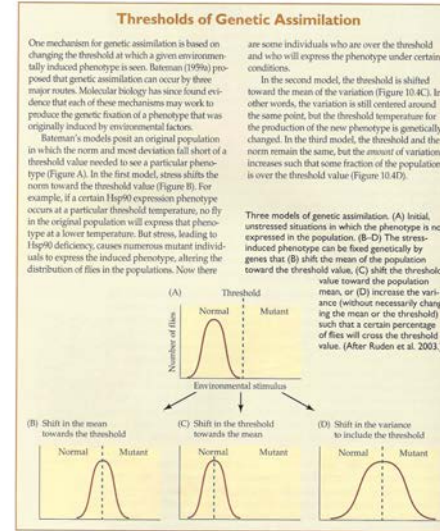 Thresholds of Genetic Assimilation
One mechanism for genetic assimilation is based on
changing the threshold at which a given environmen-
tally induced phenotype is seen. Bateman (1959a) pro-
posed that genetic assimilation can occur by three
major routes. Molecular biology has since found evi-
dence that each of these mechanisms may work to
produce the genetic fixation of a phenotype that was
originally induced by environmental factors.
Bateman's models posit an original population
in which the norm and most deviation fall short of a
threshold value needed to see a particular pheno-
type (Figure A). In the first model, stress shifts the
norm toward the threshold value (Figure B). For
example, if a certain Hsp90 expression phenotype
occurs at a particular threshold temperature, no fly
in the original population will express that pheno-
type at a lower temperature. But stress, leading to
Hsp90 deficiency, causes numerous mutant individ-
uals to express the induced phenotype, altering the
distribution of flies in the populations. Now there
are some individuals who are over the threshold
and who will express the phenotype under certain
conditions.
In the second model, the threshold is shifted
toward the mean of the variation (Figure 10.4C). In
other words, the variation is still centered around
the same point, but the threshold temperature for
the production of the new phenotype is genetically
changed. In the third model, the threshold and the
norm remain the same, but the amount of variation
increases such that some fraction of the population
is over the threshold value (Figure 10.4D).
Three models of genetic assimilation. (A) Initial,
unstressed situations in which the phenotype is no
expressed in the population. (B–D) The stress-
induced phenotype can be fixed genetically by
genes that (B) shift the mean of the population
toward the threshold value, (C) shift the threshold
value toward the population
mean, or (D) increase the vari-
ance (without necessarily chang
ing the mean or the threshold)
such that a certain percentage
of flies will cross the threshold
value. (After Ruden et al. 2003.)
(A) Threshold
Normal Mutant
Number of flies
Environmental stimulus
(B) Shift in the mean
towards the threshold
Normal Mutant
(C) Shift in the threshold
towards the mean
Normal Mutant
(D) Shift in the variance
to include the threshold
Normal Mutant